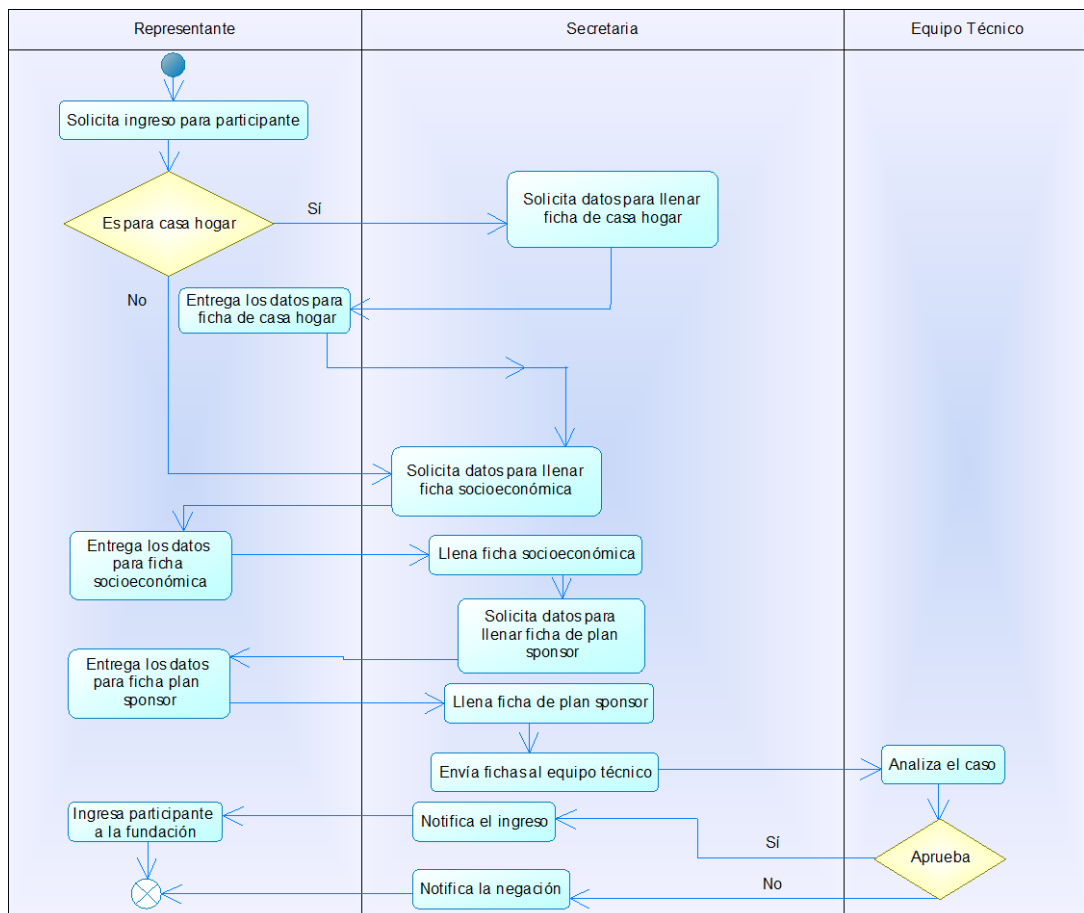 Representante
Secretaria
Equipo Técnico
Solicita ingreso para participante
Es para casa hogar
Sí
Solicita datos para llenar
ficha de casa hogar
No
Entrega los datos para
ficha de casa hogar
Solicita datos para llenar
ficha socioeconómica
Entrega los datos
para ficha
socioeconómica
Llena ficha socioeconómica
Solicita datos para
llenar ficha de plan
sponsor
Entrega los datos
para ficha plan
sponsor
Llena ficha de plan sponsor
Envía fichas al equipo técnico
Analiza el caso
Ingresa participante
a la fundación
Notifica el ingreso
Sí
Aprueba
Notifica la negación
No